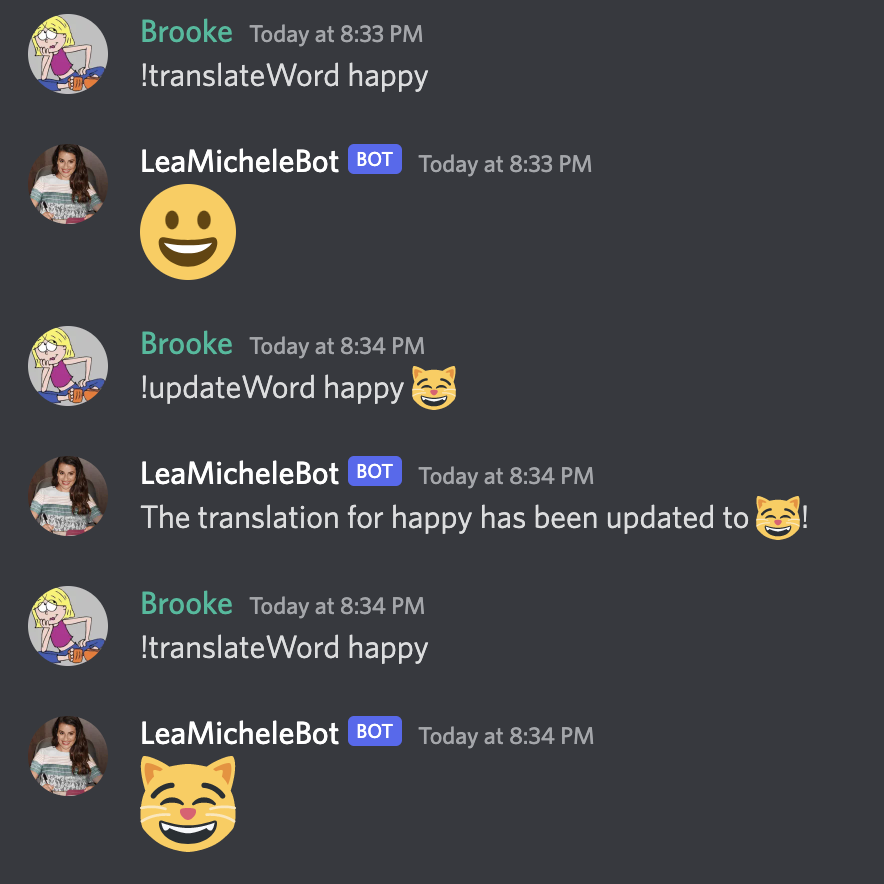 Brooke Today at 8:33 PM
!translateWord happy
LeaMicheleBot BOT Today at 8:33 PM
😃
Brooke Today at 8:34 PM
!updateWord happy 😸
LeaMicheleBot BOT Today at 8:34 PM
The translation for happy has been updated to 😸!
Brooke Today at 8:34 PM
!translateWord happy
LeaMicheleBot BOT Today at 8:34 PM
😸